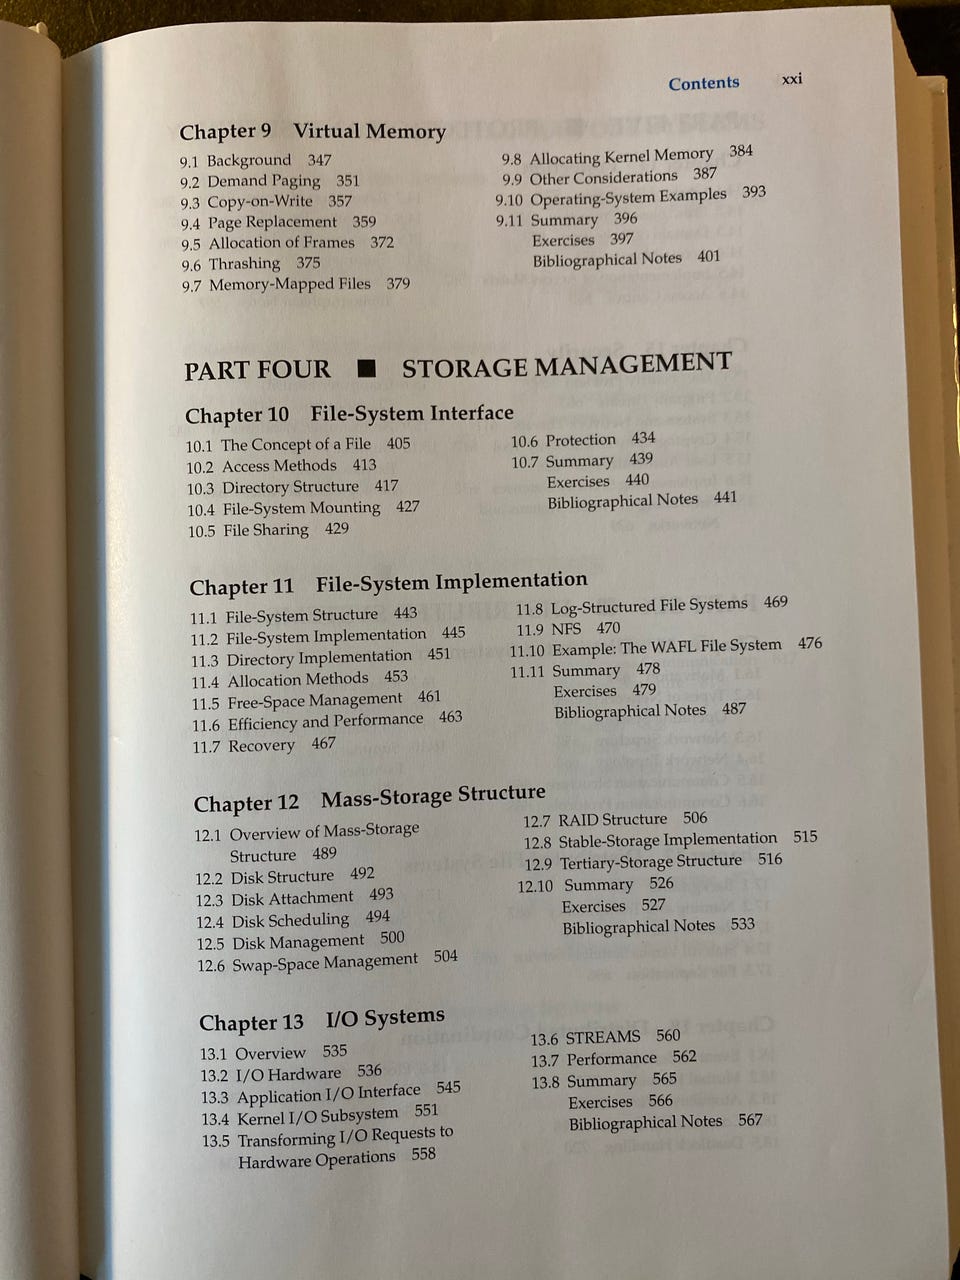 Contents xxi
Chapter 9 Virtual Memory
9.1 Background 347
9.2 Demand Paging 351
9.3 Copy-on-Write 357
9.4 Page Replacement 359
9.5 Allocation of Frames 372
9.6 Thrashing 375
9.7 Memory-Mapped Files 379
9.8 Allocating Kernel Memory 384
9.9 Other Considerations 387
9.10 Operating-System Examples 393
9.11 Summary 396
Exercises 397
Bibliographical Notes 401
PART FOUR ■ STORAGE MANAGEMENT
Chapter 10 File-System Interface
10.1 The Concept of a File 405
10.2 Access Methods 413
10.3 Directory Structure 417
10.4 File-System Mounting 427
10.5 File Sharing 429
10.6 Protection 434
10.7 Summary 439
Exercises 440
Bibliographical Notes 441
Chapter 11 File-System Implementation
11.1 File-System Structure 443
11.2 File-System Implementation 445
11.3 Directory Implementation 451
11.4 Allocation Methods 453
11.5 Free-Space Management 461
11.6 Efficiency and Performance 463
11.7 Recovery 467
11.8 Log-Structured File Systems 469
11.9 NFS 470
11.10 Example: The WAFL File System 476
11.11 Summary 478
Exercises 479
Bibliographical Notes 487
Chapter 12 Mass-Storage Structure
12.1 Overview of Mass-Storage
Structure 489
12.2 Disk Structure 492
12.3 Disk Attachment 493
12.4 Disk Scheduling 494
12.5 Disk Management 500
12.6 Swap-Space Management 504
12.7 RAID Structure 506
12.8 Stable-Storage Implementation 515
12.9 Tertiary-Storage Structure 516
12.10 Summary 526
Exercises 527
Bibliographical Notes 533
Chapter 13 I/O Systems
13.1 Overview 535
13.2 I/O Hardware 536
13.3 Application I/O Interface 545
13.4 Kernel I/O Subsystem 551
13.5 Transforming I/O Requests to
Hardware Operations 558
13.6 STREAMS 560
13.7 Performance 562
13.8 Summary 565
Exercises 566
Bibliographical Notes 567